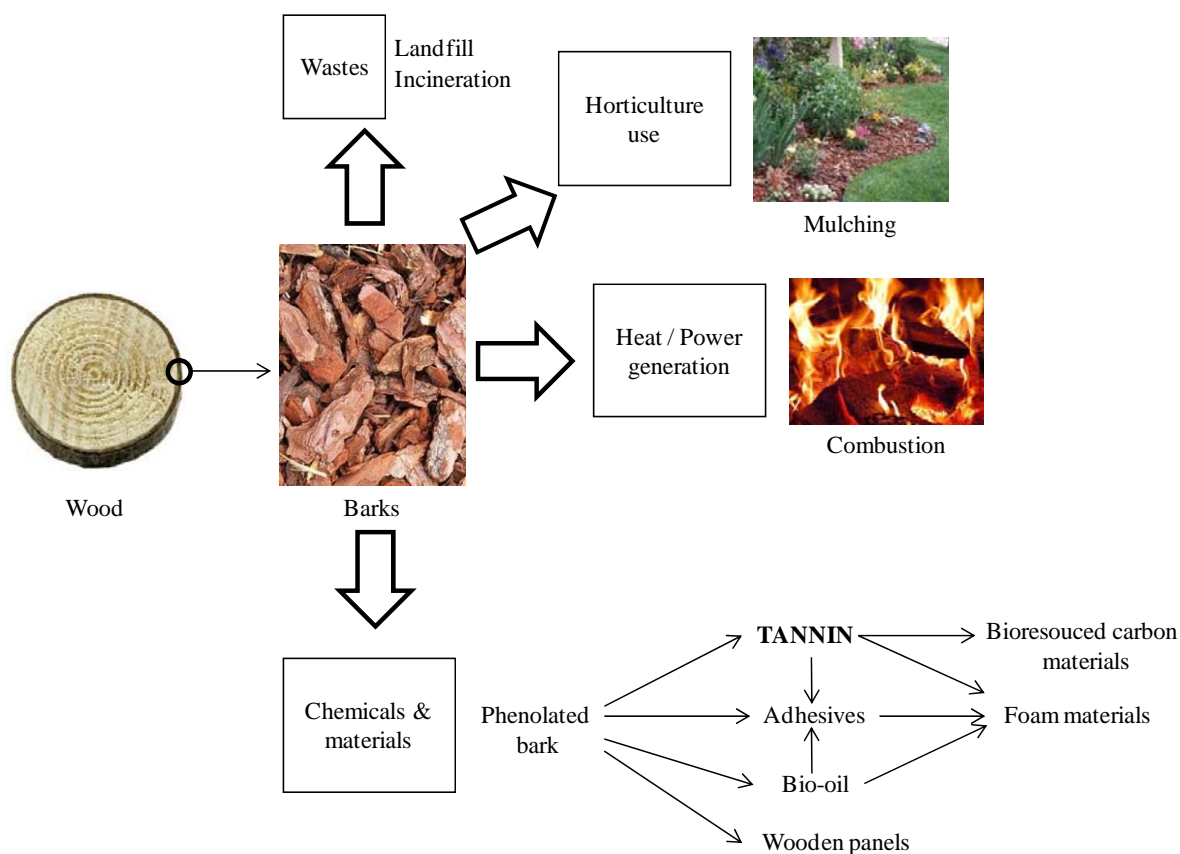 Wastes
Landfill
Incineration
Horticulture
use
Mulching
Heat / Power
generation
Combustion
Wood
Barks
Chemicals &
materials
Phenolated
bark
TANNIN
Bioresouced carbon
materials
Adhesives
Foam materials
Bio-oil
Wooden panels